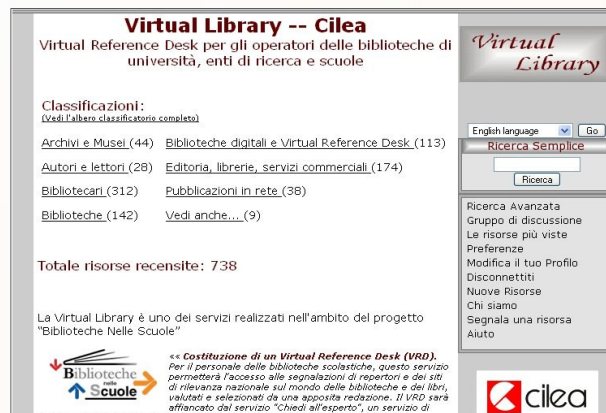 Virtual Library -- Cilea
Virtual Reference Desk per gli operatori delle biblioteche di
università, enti di ricerca e scuole
Classificazioni:
(Vedi l'albero classificatorio completo)
Archivi e Musei (44) Biblioteche digitali e Virtual Reference Desk (113)
Autori e lettori (28) Editoria, librerie, servizi commerciali (174)
Bibliotecari (312) Pubblicazioni in rete (38)
Biblioteche (142) Vedi anche... (9)
Totale risorse recensite: 738
La Virtual Library è uno dei servizi realizzati nell'ambito del progetto
"Biblioteche Nelle Scuole"
Biblioteche
nelle
Scuole
«« Costituzione di un Virtual Reference Desk (VRD).
Per il personale delle biblioteche scolastiche, questo servizio
permetterà l'accesso alle segnalazioni di repertori e dei siti
di rilevanza nazionale sul mondo delle biblioteche e dei libri,
valutati e selezionati da una apposita redazione. Il VRD sarà
affiancato dal servizio "Chiedi all'esperto", un servizio di
Virtual
Library
English language Go
Ricerca Semplice
Ricerca
Ricerca Avanzata
Gruppo di discussione
Le risorse più viste
Preferenze
Modifica il tuo Profilo
Disconnettiti
Nuove Risorse
Chi siamo
Segnala una risorsa
Aiuto
cilea